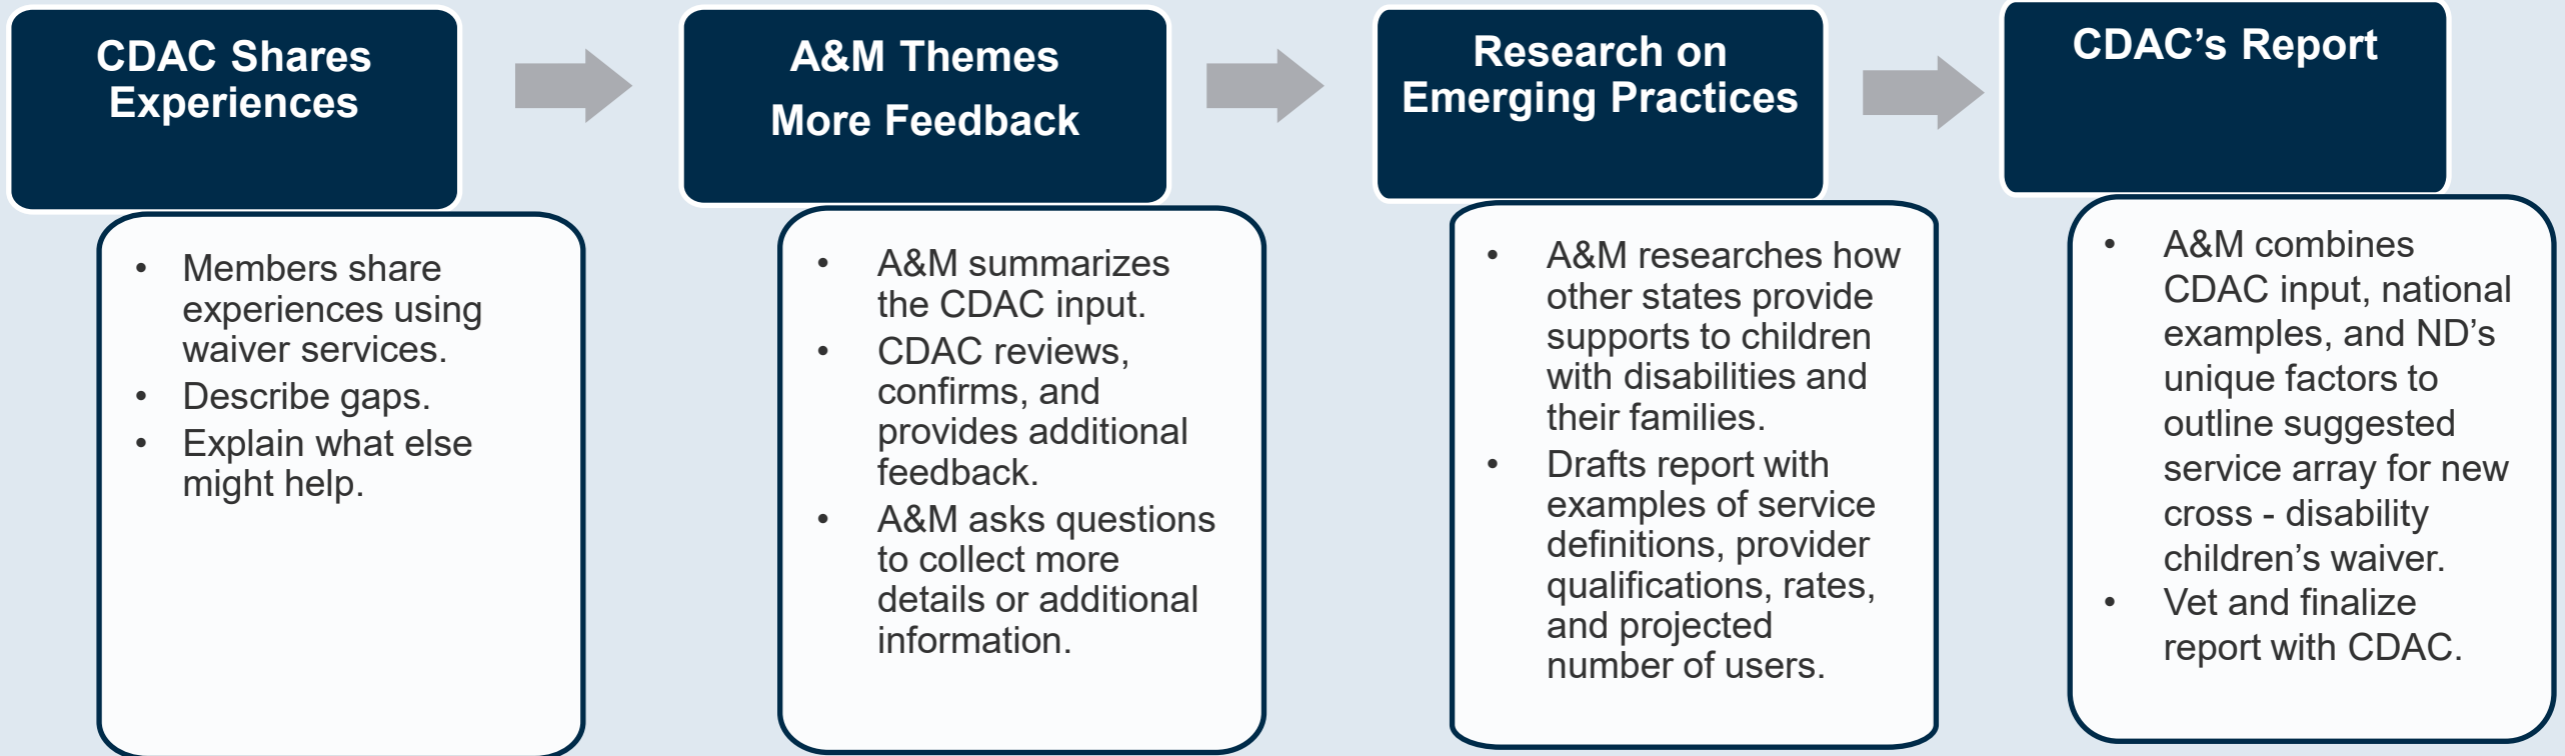 CDAC Shares
Experiences
• Members share
experiences using
waiver services.
• Describe gaps.
• Explain what else
might help.
A&M Themes
More Feedback
• A&M summarizes
the CDAC input.
• CDAC reviews,
confirms, and
provides additional
feedback.
• A&M asks questions
to collect more
details or additional
information.
Research on
Emerging Practices
• A&M researches how
other states provide
supports to children
with disabilities and
their families.
• Drafts report with
examples of service
definitions, provider
qualifications, rates,
and projected
number of users.
CDAC’s Report
• A&M combines
CDAC input, national
examples, and ND’s
unique factors to
outline suggested
service array for new
cross - disability
children’s waiver.
• Vet and finalize
report with CDAC.